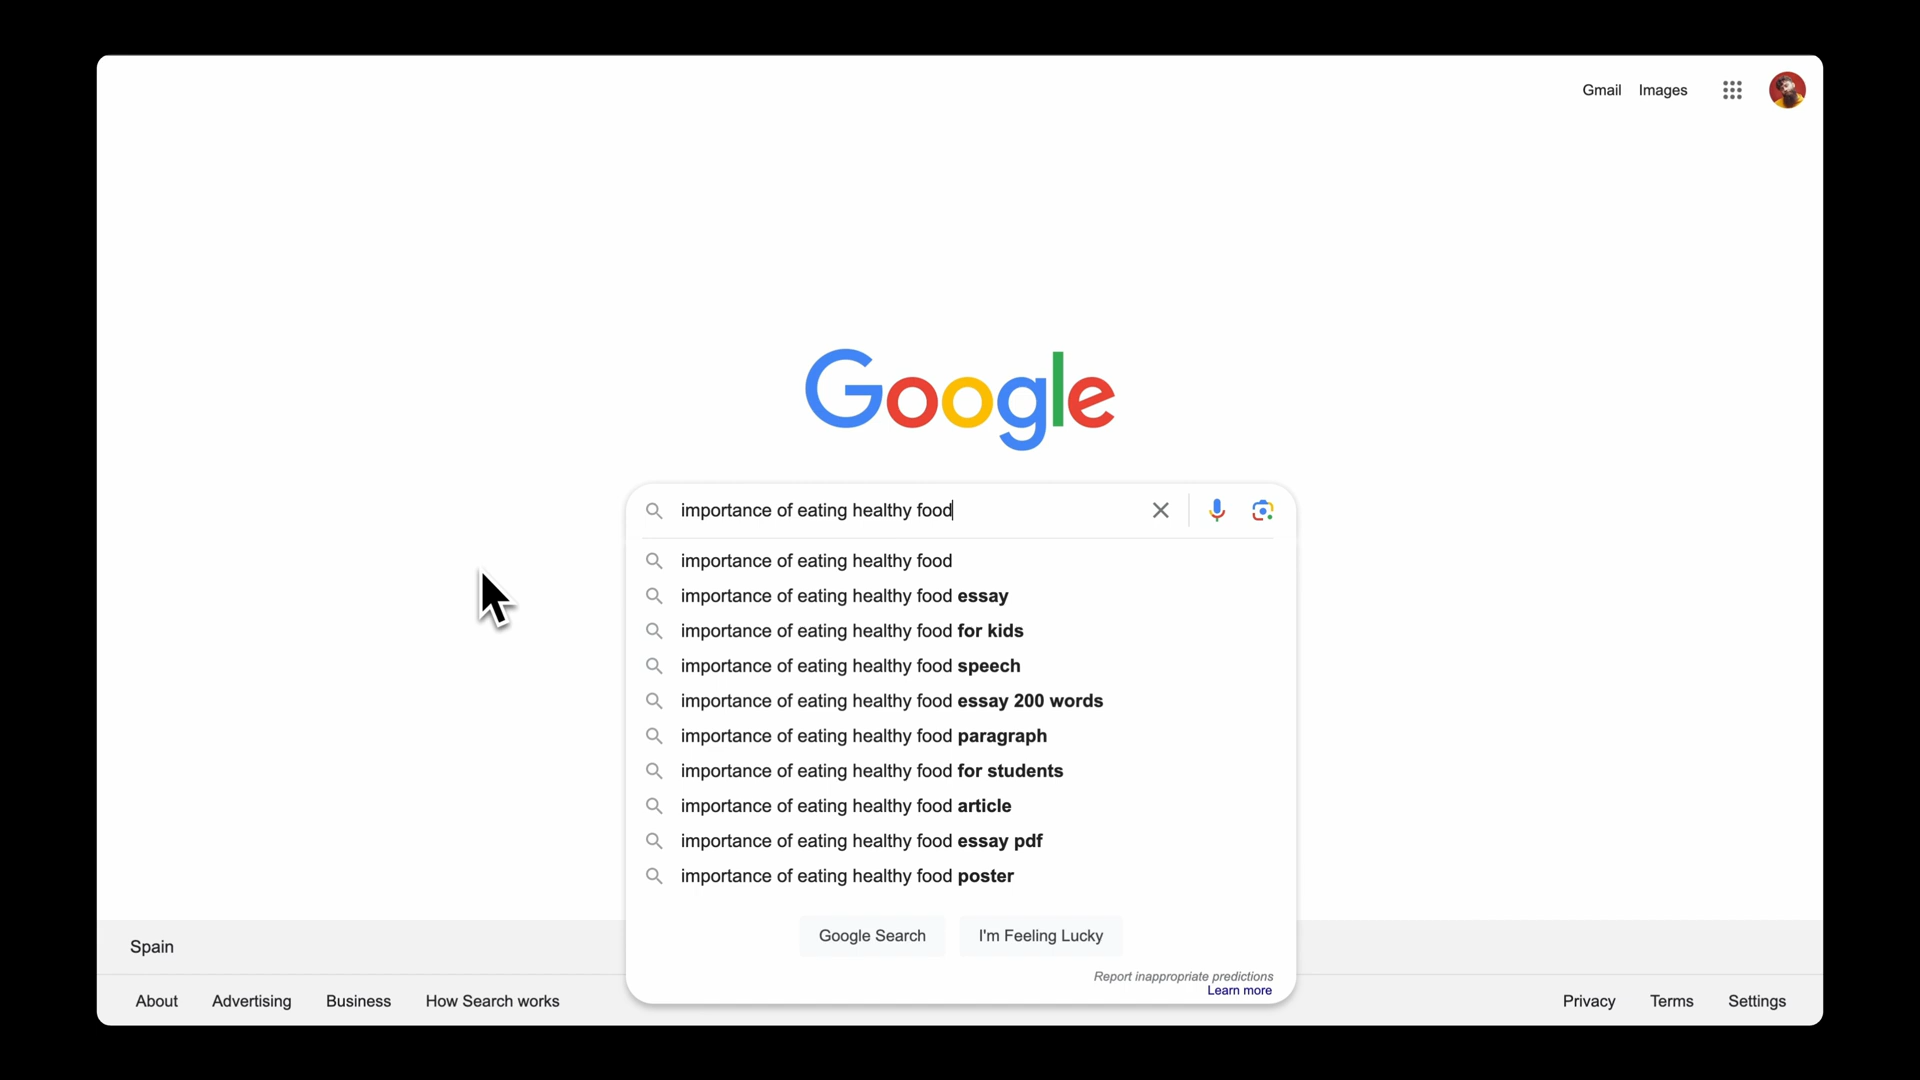 Gmail Images
Google
importance of eating healthy food
importance of eating healthy food
importance of eating healthy food essay
importance of eating healthy food for kids
importance of eating healthy food speech
importance of eating healthy food essay 200 words
importance of eating healthy food paragraph
importance of eating healthy food for students
importance of eating healthy food article
importance of eating healthy food essay pdf
importance of eating healthy food poster
Google Search I'm Feeling Lucky
Report inappropriate predictions
Learn more
Spain
About Advertising Business How Search works
Privacy Terms Settings